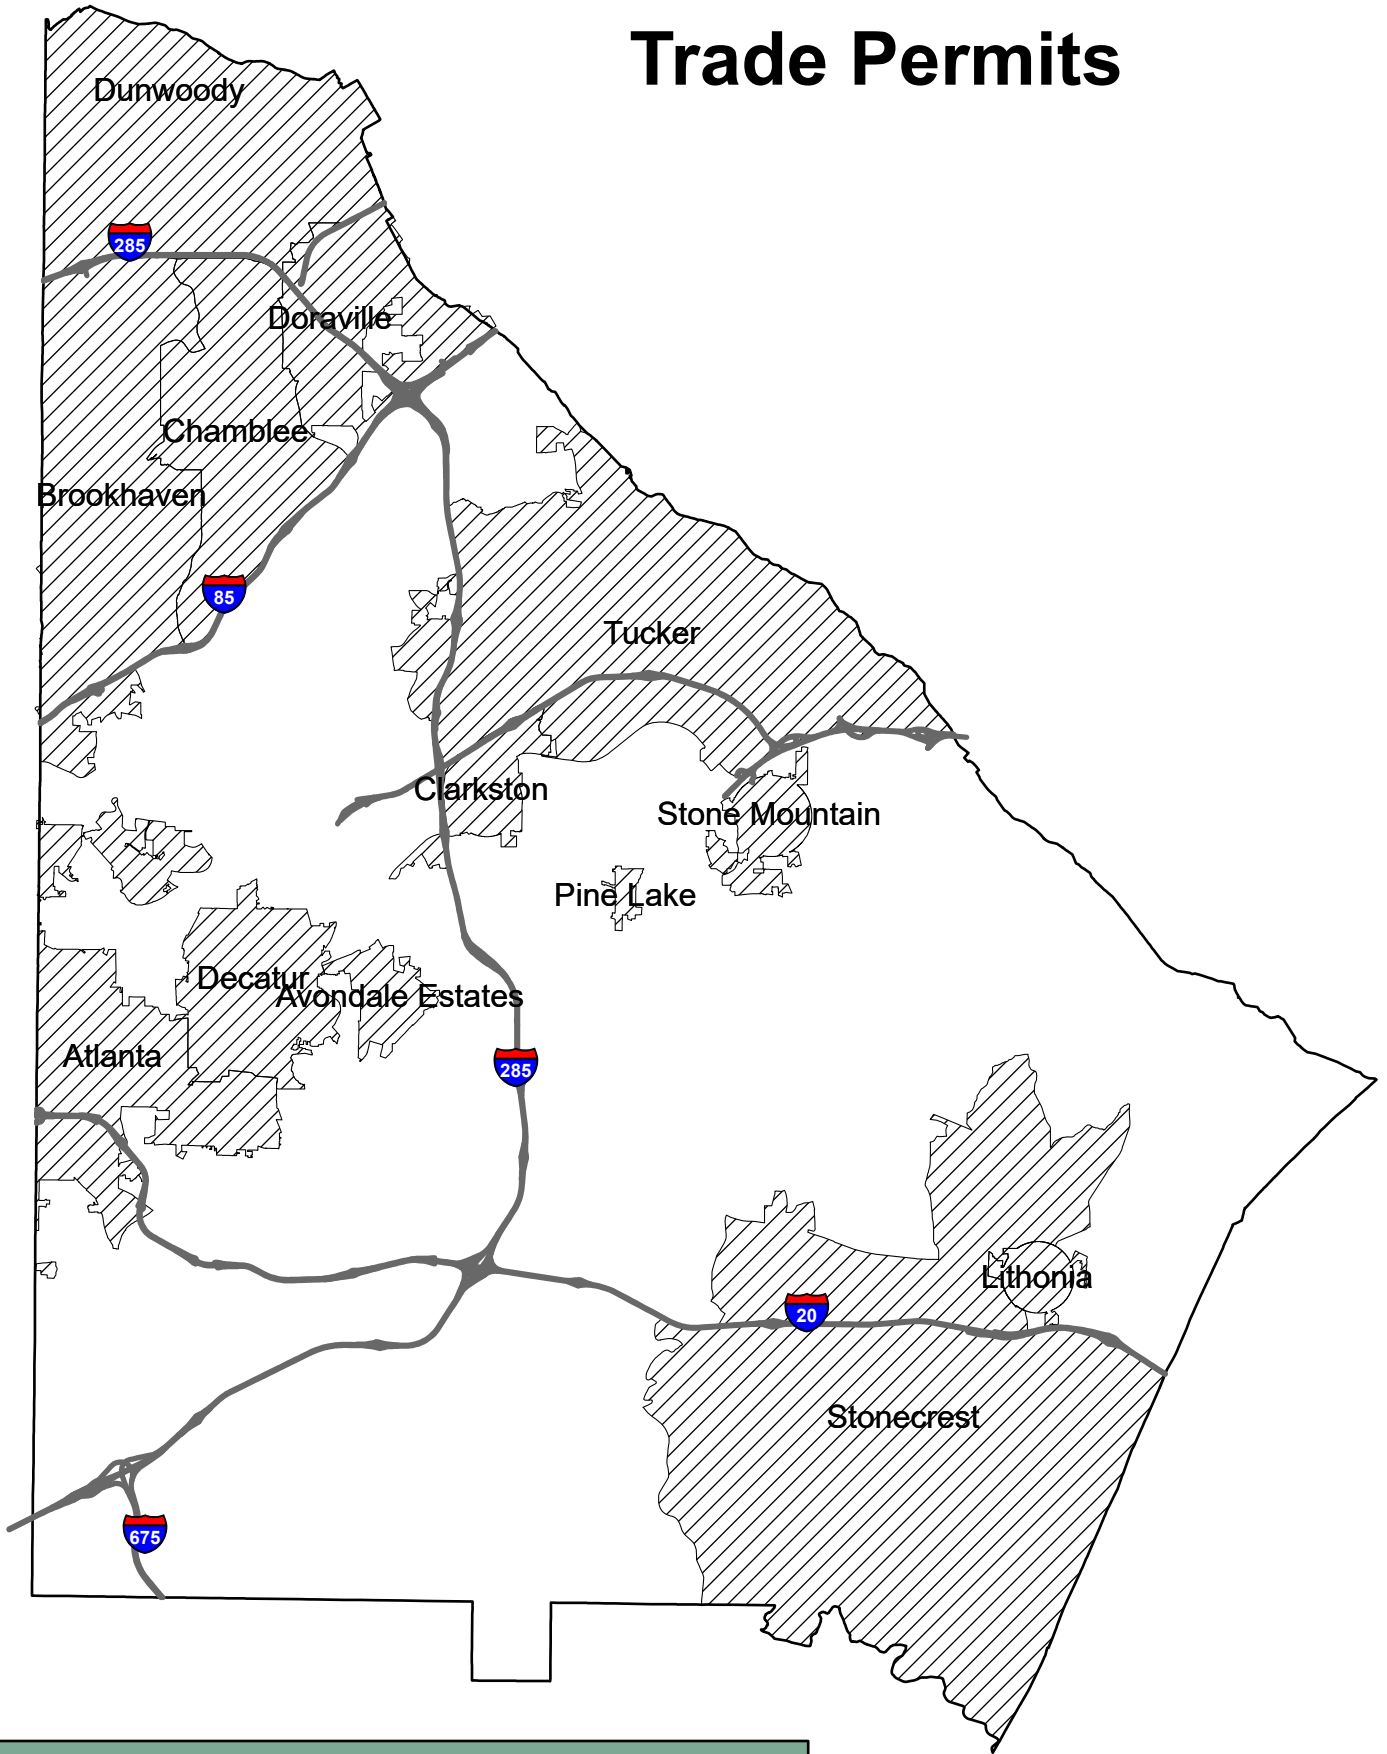 Trade Permits
Dunwoody
285
Doraville
Chamblee
Brookhaven
85
Tucker
Clarkston
Stone Mountain
Pine Lake
Decatur
Avondale Estates
Atlanta
285
Lithonia
20
Stonecrest
675